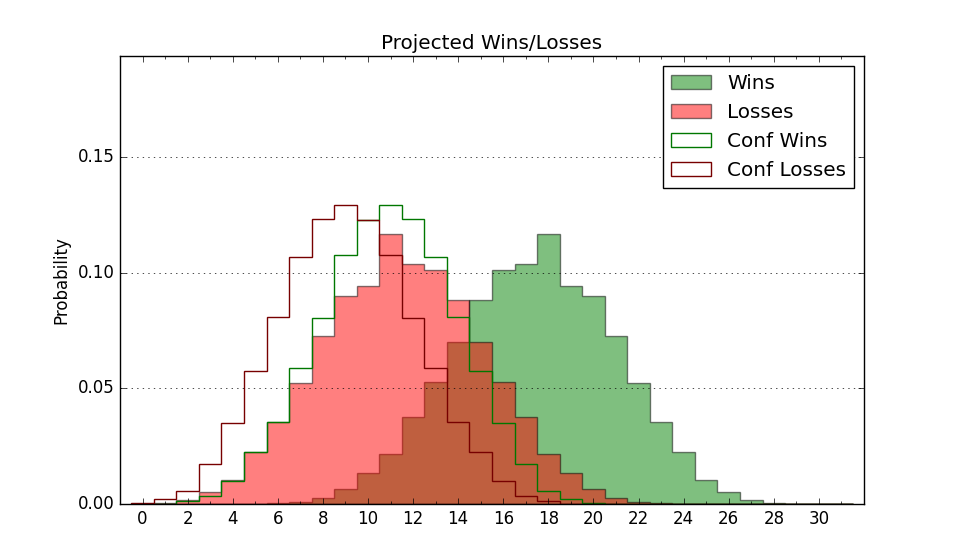 Projected Wins/Losses
Wins
Losses
Conf Wins
Conf Losses
Probability
0.15
0.10
0.05
0.00
0 2 4 6 8 10 12 14 16 18 20 22 24 26 28 30